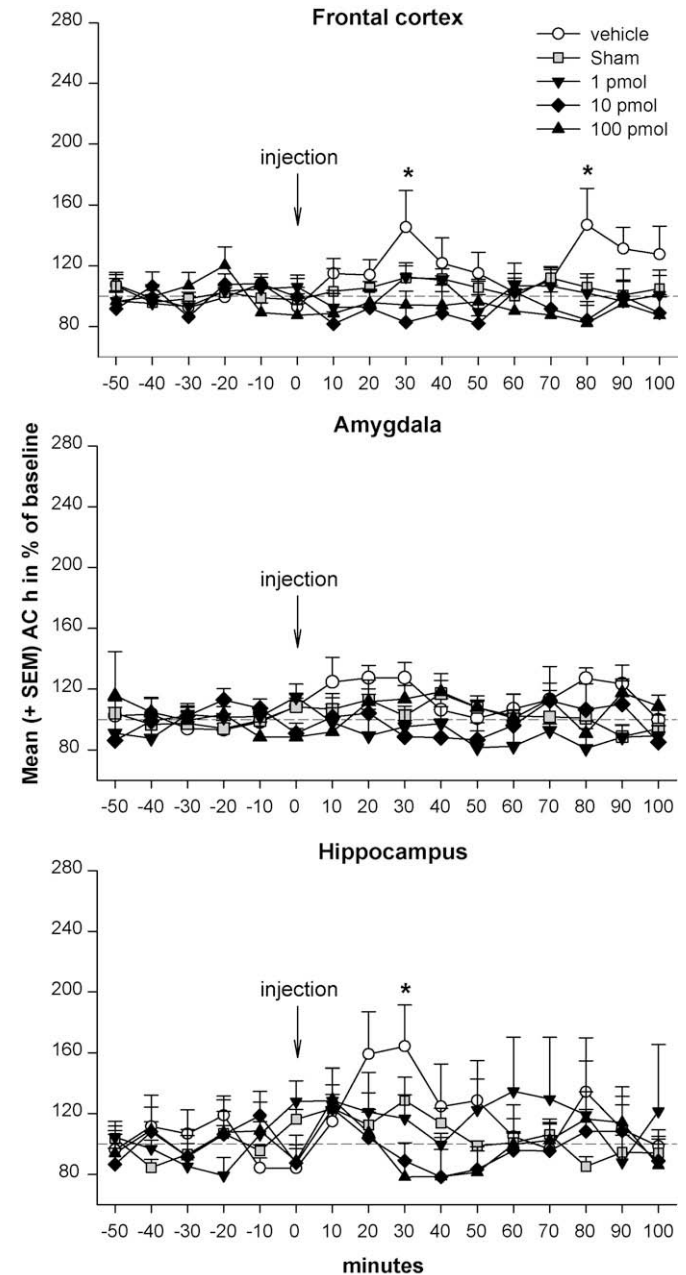 Frontal cortex
280
240
200
160
120
80
vehicle
Sham
1 pmol
10 pmol
100 pmol
injection
*
*
-50 -40 -30 -20 -10 0 10 20 30 40 50 60 70 80 90 100
Mean (+ SEM) AC h in % of baseline
Amygdala
280
240
200
160
120
80
injection
-50 -40 -30 -20 -10 0 10 20 30 40 50 60 70 80 90 100
Hippocampus
280
240
200
160
120
80
injection
*
-50 -40 -30 -20 -10 0 10 20 30 40 50 60 70 80 90 100
minutes